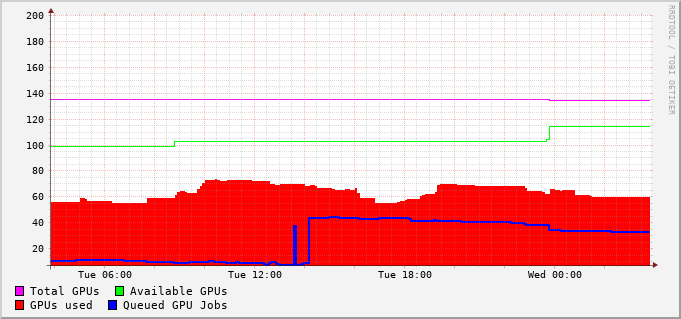 200
180
160
140
120
100
80
60
40
20
Tue 06:00 Tue 12:00 Tue 18:00 Wed 00:00
Total GPUs Available GPUs
GPUs used Queued GPU Jobs
RRDTOOL / TOBI OETIKER